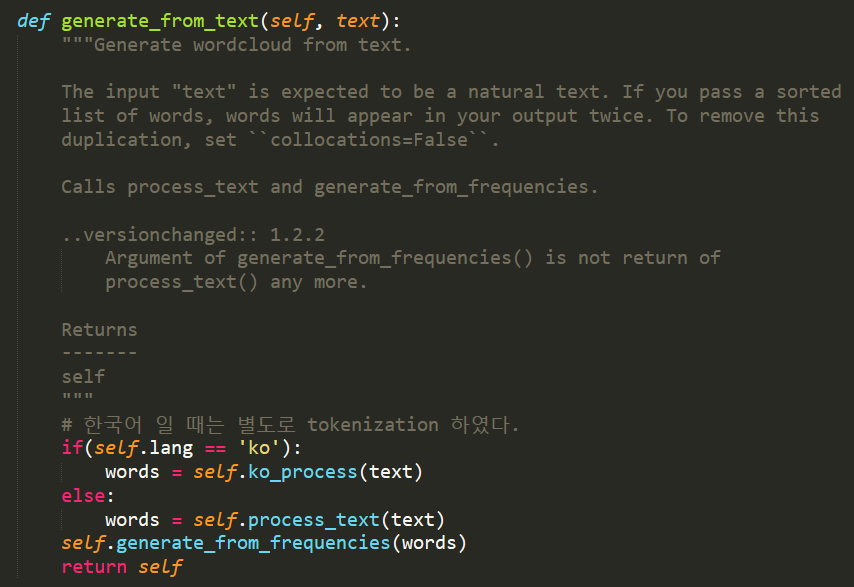 def generate_from_text(self, text):
"""Generate wordcloud from text.
The input "text" is expected to be a natural text. If you pass a sorted
list of words, words will appear in your output twice. To remove this
duplication, set ``collocations=False``.
Calls process_text and generate_from_frequencies.
..versionchanged:: 1.2.2
Argument of generate_from_frequencies() is not return of
process_text() any more.
Returns
-------
self
"""
# 한국어 일 때는 별도로 tokenization 하였다.
if(self.lang == 'ko'):
words = self.ko_process(text)
else:
words = self.process_text(text)
self.generate_from_frequencies(words)
return self